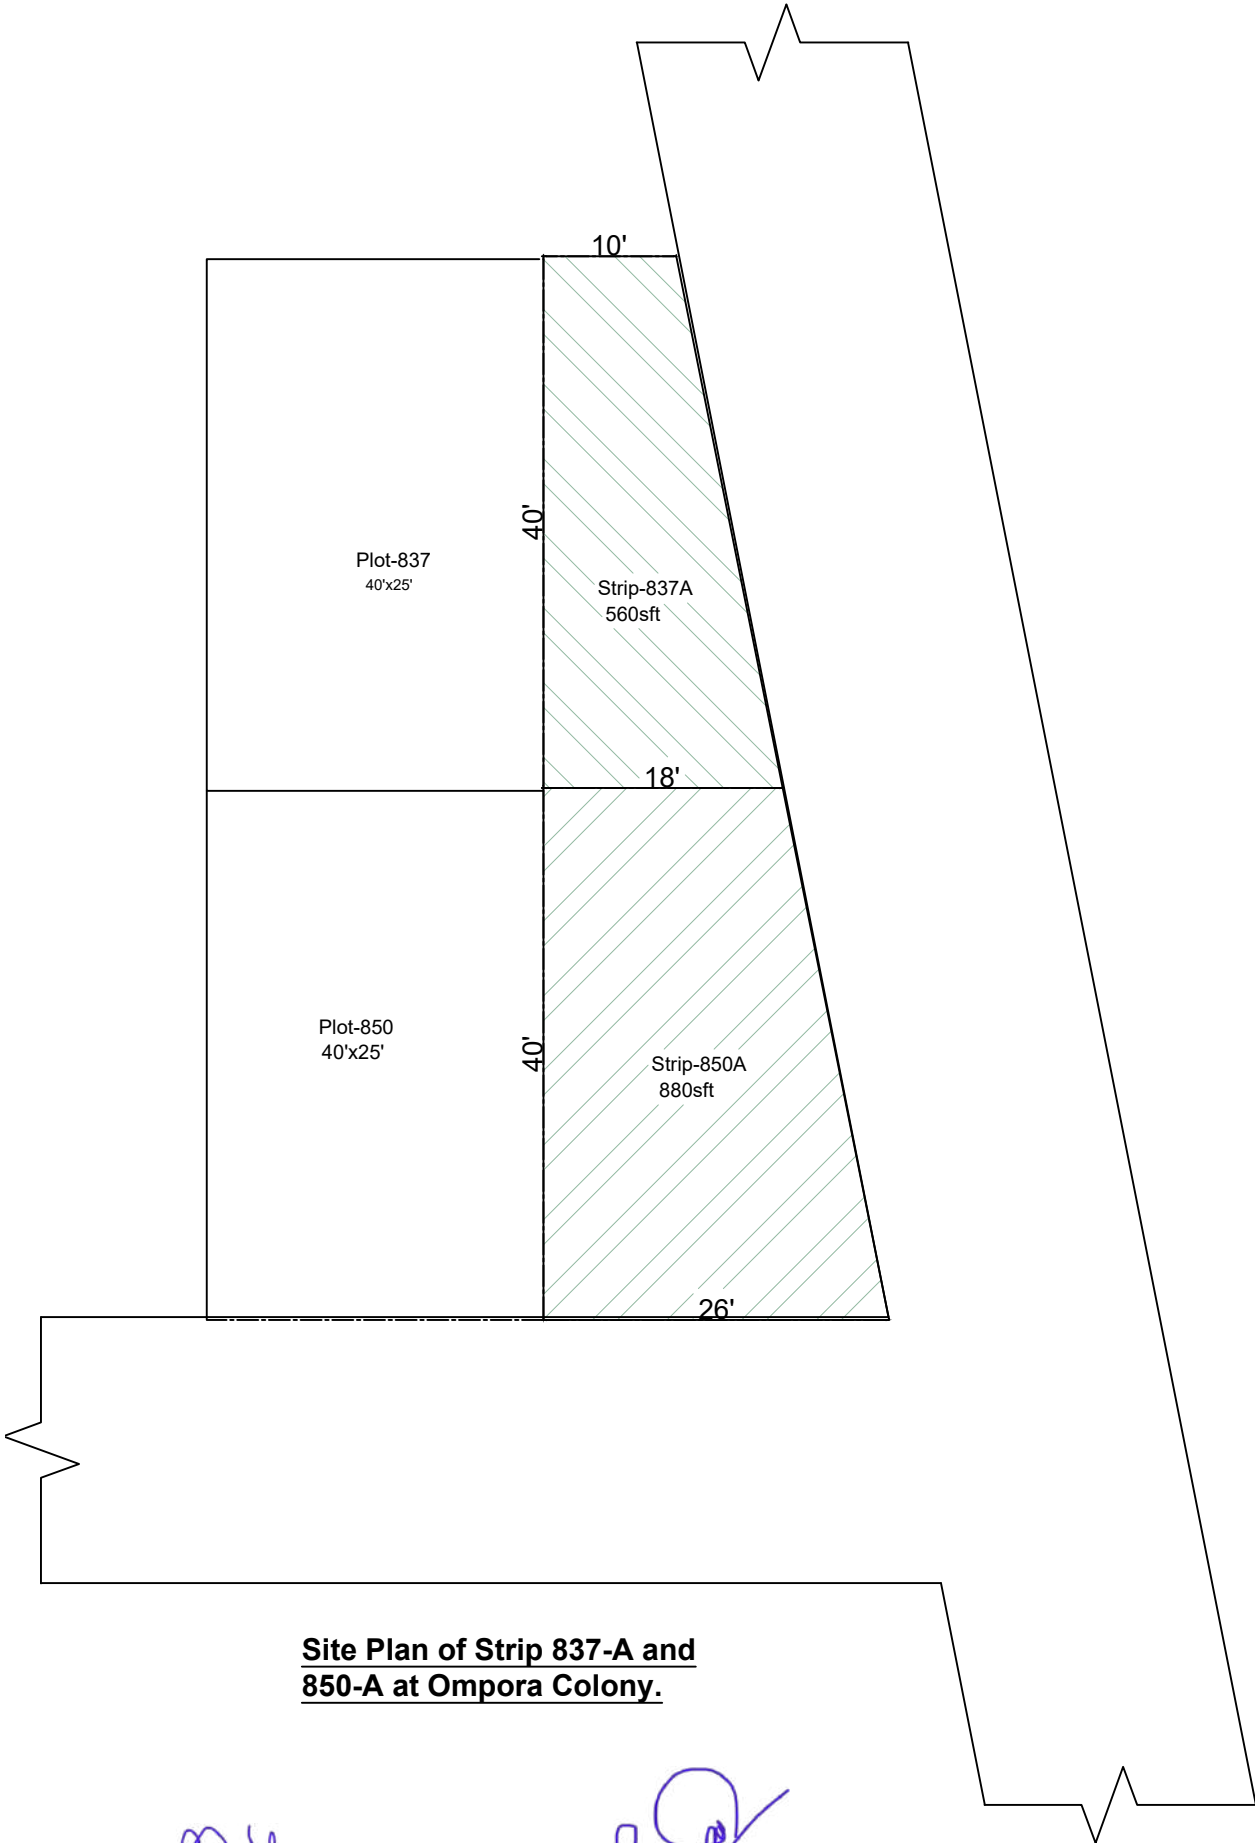 10'
40'
Plot-837
40'x25'
Strip-837A
560sft
18'
Plot-850
40'x25'
40'
Strip-850A
880sft
26'
Site Plan of Strip 837-A and
850-A at Ompora Colony.